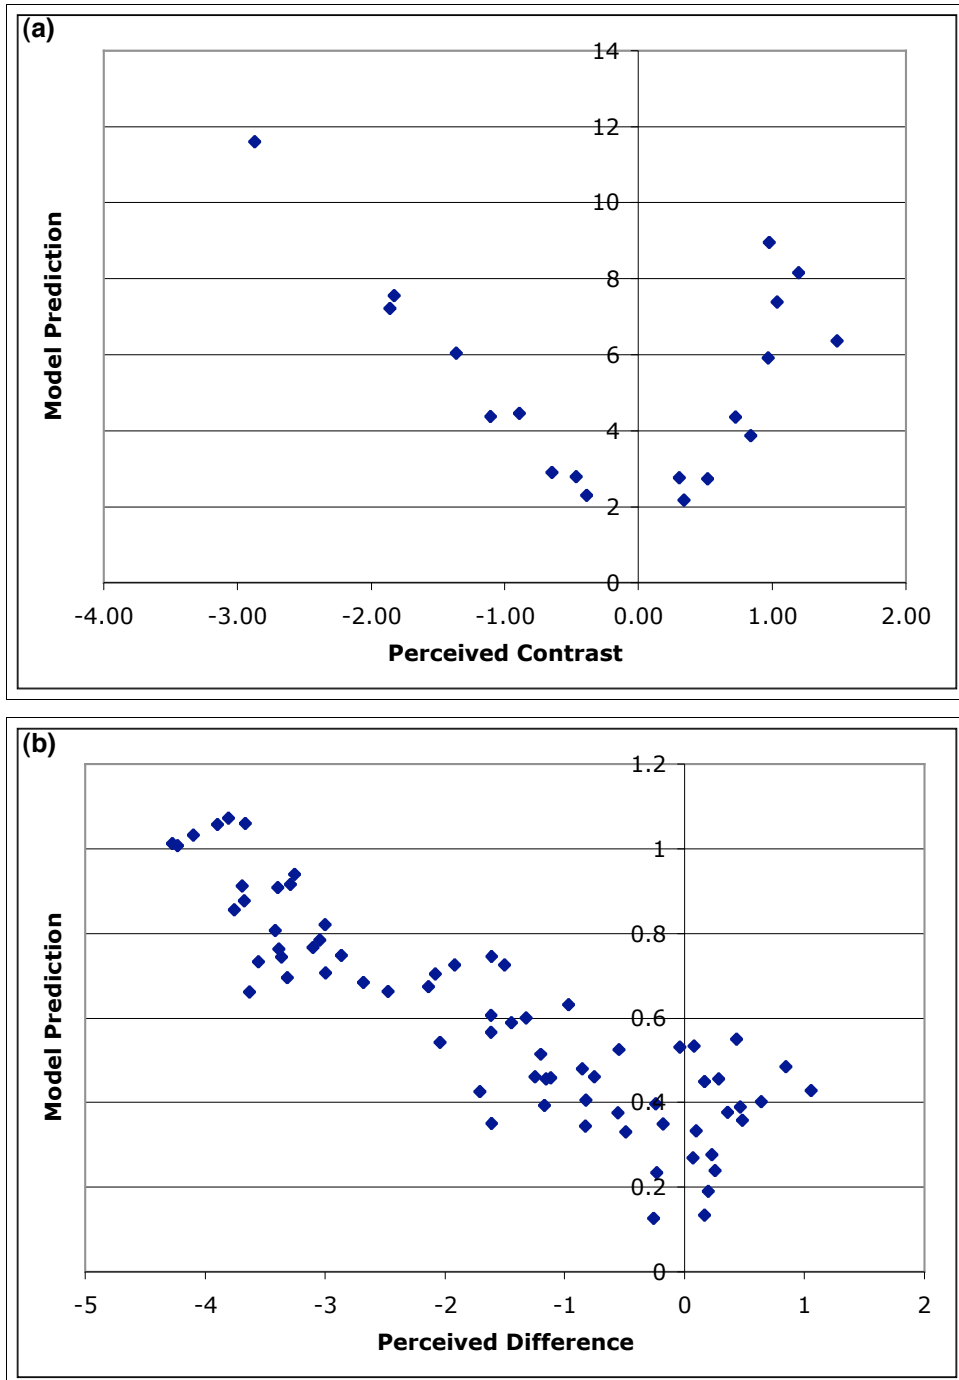 (a)
14
12
10
8
6
4
2
0
Model Prediction
-4.00 -3.00 -2.00 -1.00 0.00 1.00 2.00
Perceived Contrast
(b)
1.2
1
0.8
0.6
0.4
0.2
0
Model Prediction
-5 -4 -3 -2 -1 0 1 2
Perceived Difference